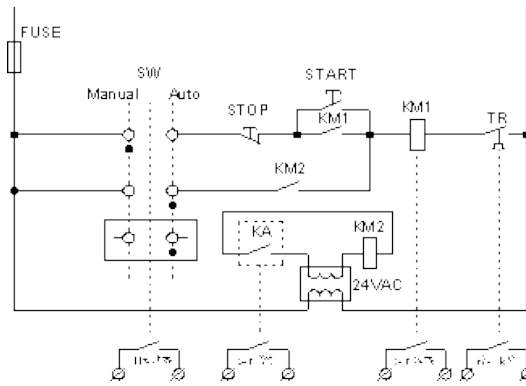 FUSE
SW
Manual
Auto
START
STOP
KM1
KM1
TR
KM2
KA
KM2
24VAC